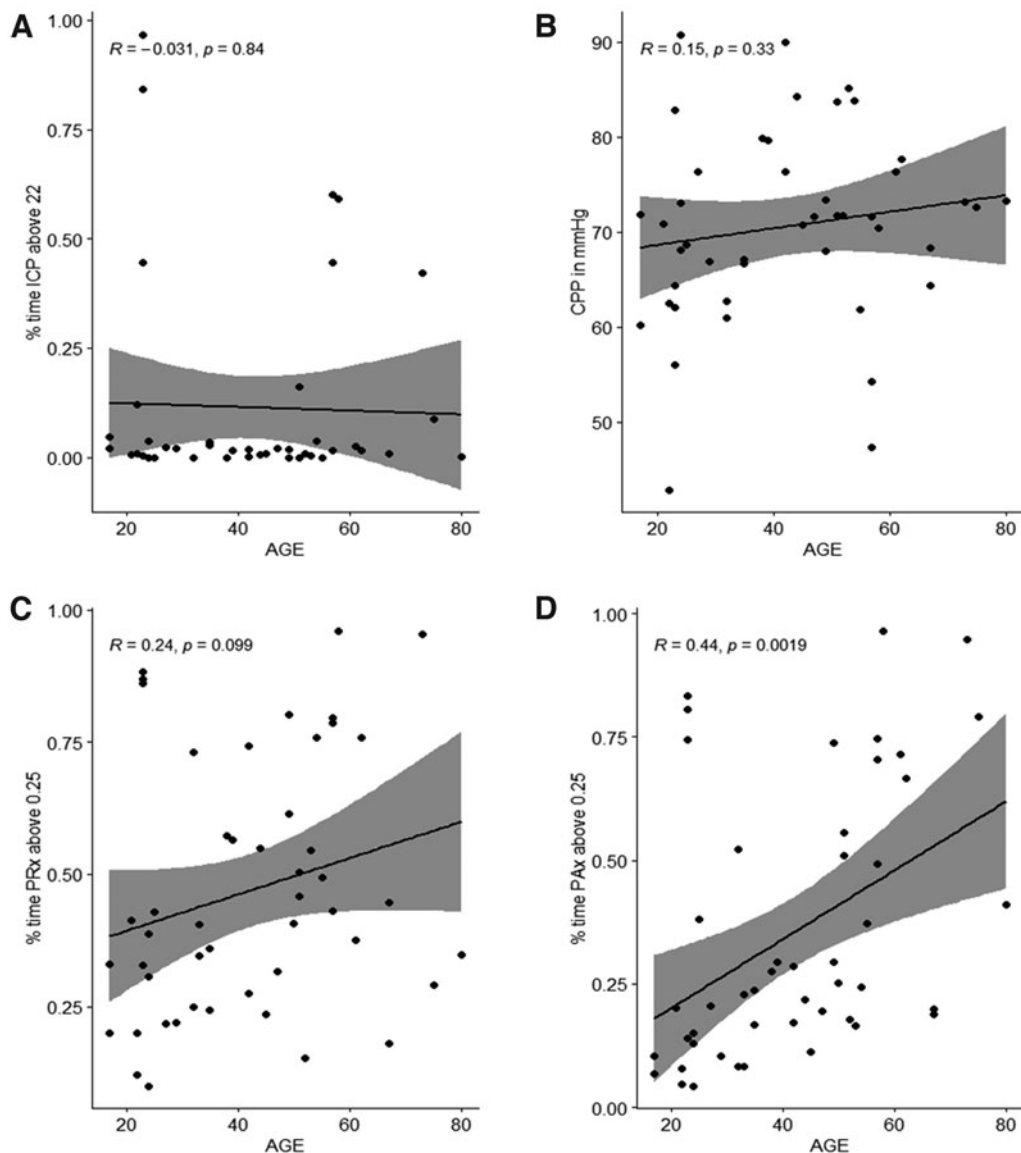 A
R = −0.031, p = 0.84
% time ICP above 22
1.00
0.75
0.50
0.25
0.00
20 40 60 80
AGE
B
R = 0.15, p = 0.33
CPP in mmHg
90
80
70
60
50
20 40 60 80
AGE
C
R = 0.24, p = 0.099
% time PRx above 0.25
1.00
0.75
0.50
0.25
20 40 60 80
AGE
D
R = 0.44, p = 0.0019
% time PAx above 0.25
1.00
0.75
0.50
0.25
0.00
20 40 60 80
AGE